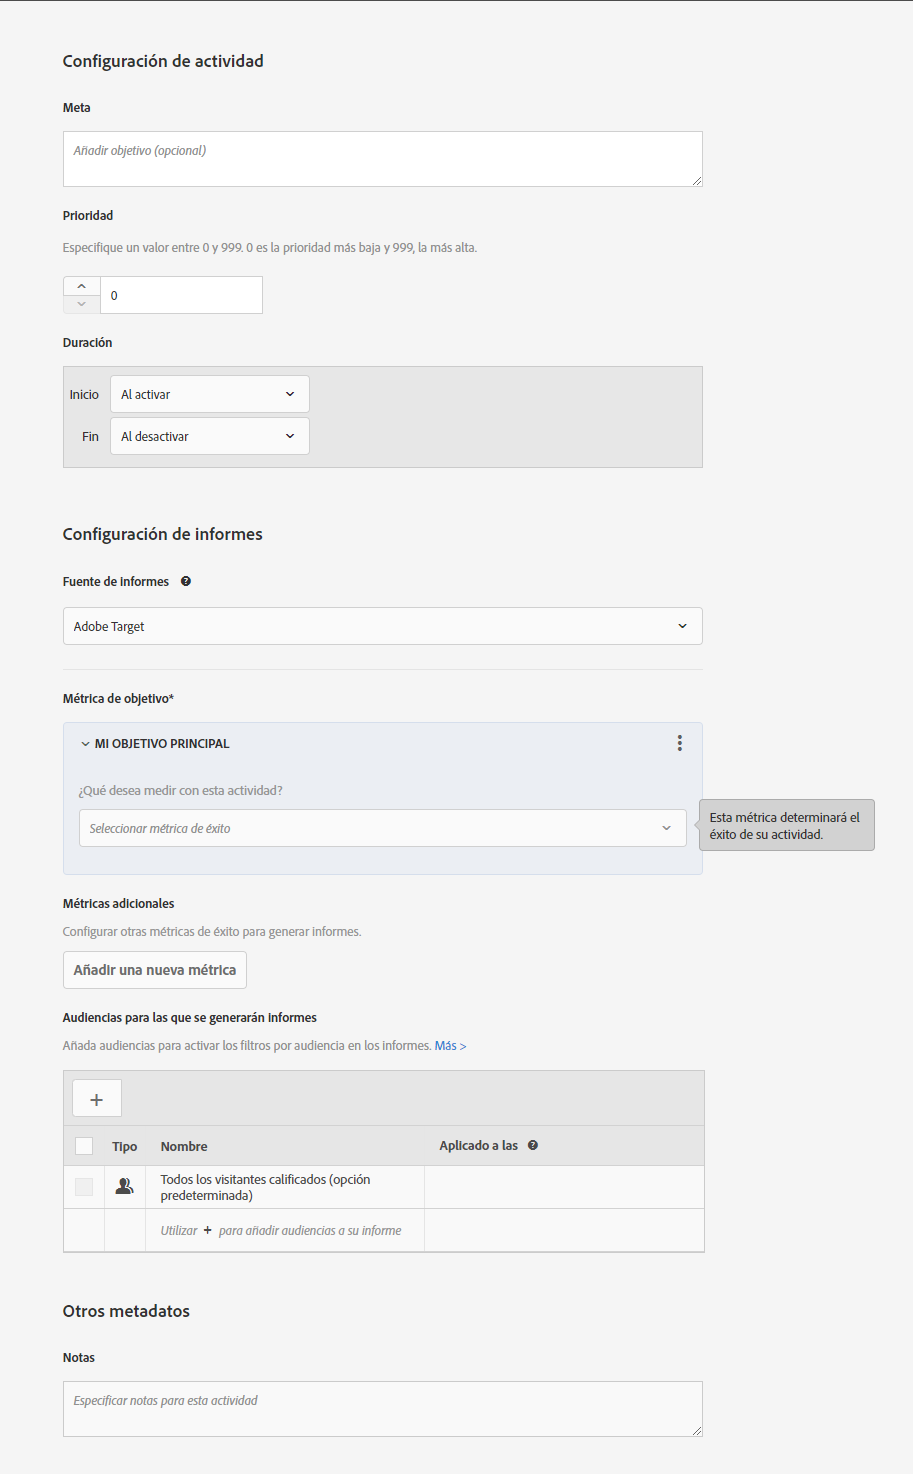 Configuración de actividad
Meta
Añadir objetivo (opcional)
Prioridad
Especifique un valor entre 0 y 999. 0 es la prioridad más baja y 999, la más alta.
0
Duración
Inicio Al activar
Fin Al desactivar
Configuración de informes
Fuente de informes
Adobe Target
Métrica de objetivo*
MI OBJETIVO PRINCIPAL
¿Qué desea medir con esta actividad?
Seleccionar métrica de éxito
Esta métrica determinará el
éxito de su actividad.
Métricas adicionales
Configurar otras métricas de éxito para generar informes.
Añadir una nueva métrica
Audiencias para las que se generarán informes
Añada audiencias para activar los filtros por audiencia en los informes. Más >
+
Tipo Nombre Aplicado a las
Todos los visitantes calificados (opción
predeterminada)
Utilizar + para añadir audiencias a su informe
Otros metadatos
Notas
Especificar notas para esta actividad